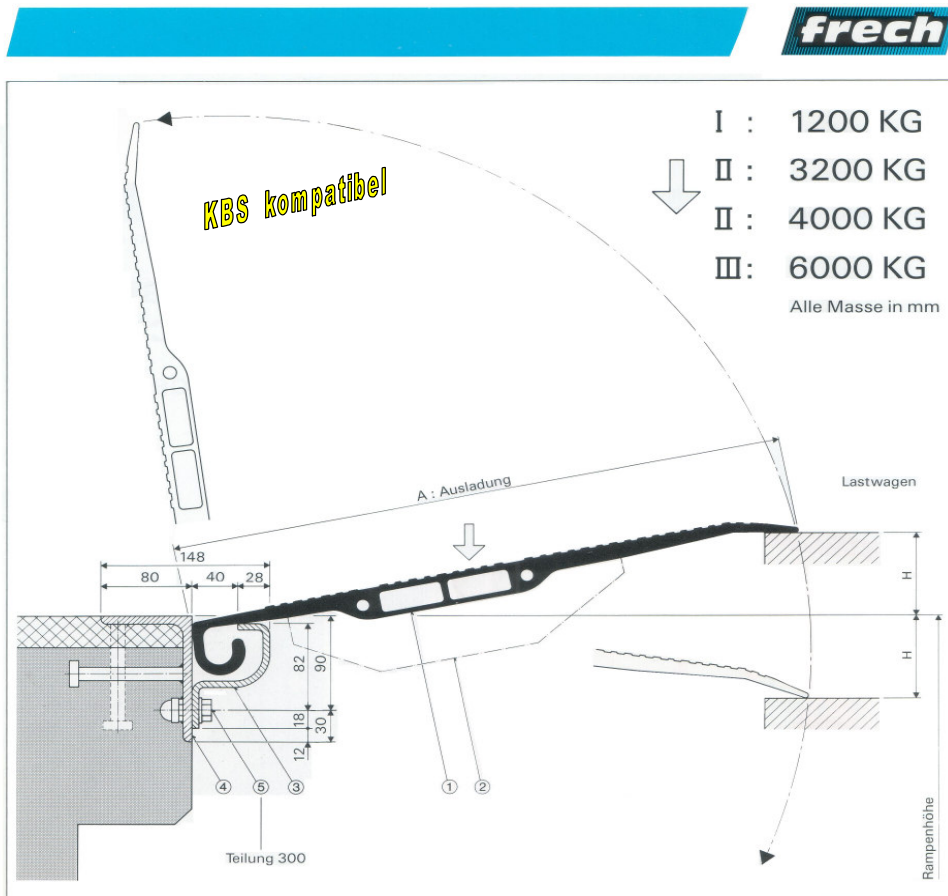 frech
I : 1200 KG
II : 3200 KG
II : 4000 KG
III : 6000 KG
Alle Masse in mm
KBS kompatibel
A : Ausladung
Lastwagen
148
80 40 28
H
H
82
90
18
30
12
4 5 3 1 2
Teilung 300
Rampenhöhe